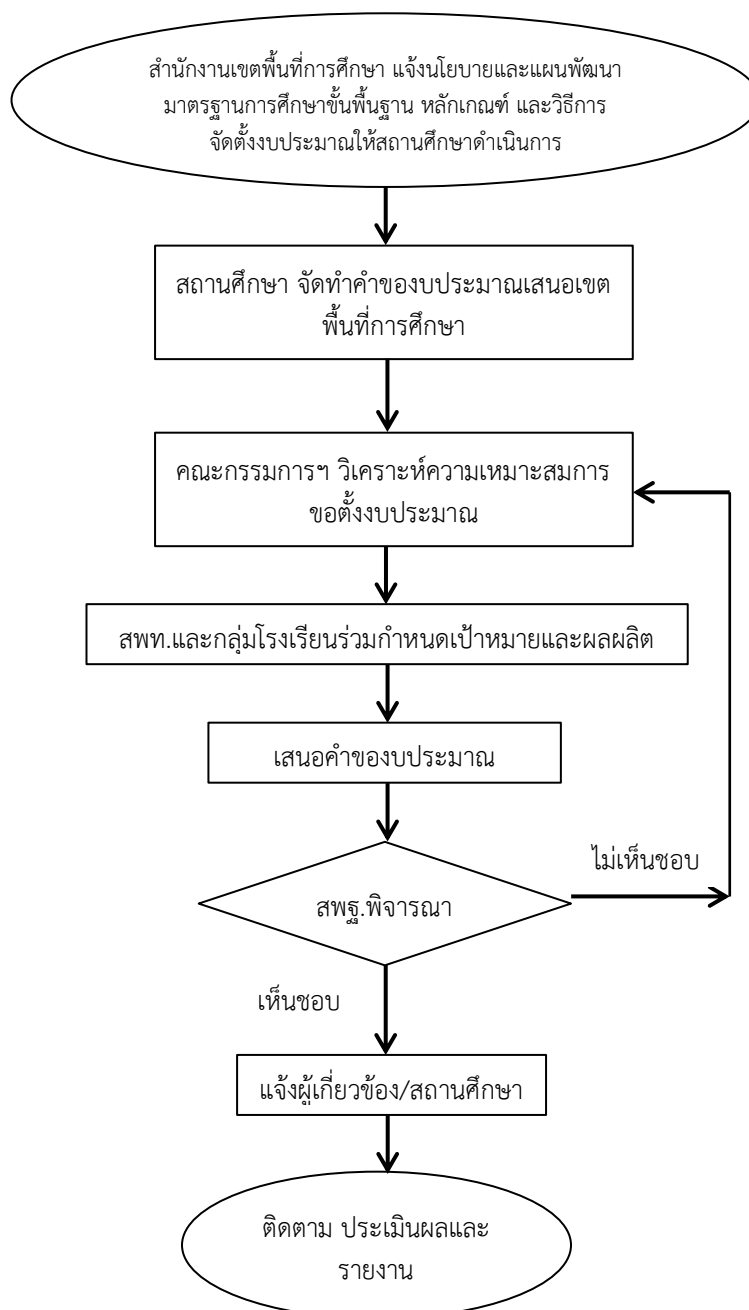 สำนักงานเขตพื้นที่การศึกษา แจ้งนโยบายและแผนพัฒนา
มาตรฐานการศึกษาขั้นพื้นฐาน หลักเกณฑ์ และวิธีการ
จัดตั้งงบประมาณให้สถานศึกษาดำเนินการ
สถานศึกษา จัดทำคำของบประมาณเสนอเขต
พื้นที่การศึกษา
คณะกรรมการฯ วิเคราะห์ความเหมาะสมการ
ขอตั้งงบประมาณ
สพท.และกลุ่มโรงเรียนร่วมกำหนดเป้าหมายและผลผลิต
เสนอคำของบประมาณ
ไม่เห็นชอบ
สพฐ.พิจารณา
เห็นชอบ
แจ้งผู้เกี่ยวข้อง/สถานศึกษา
ติดตาม ประเมินผลและ
รายงาน